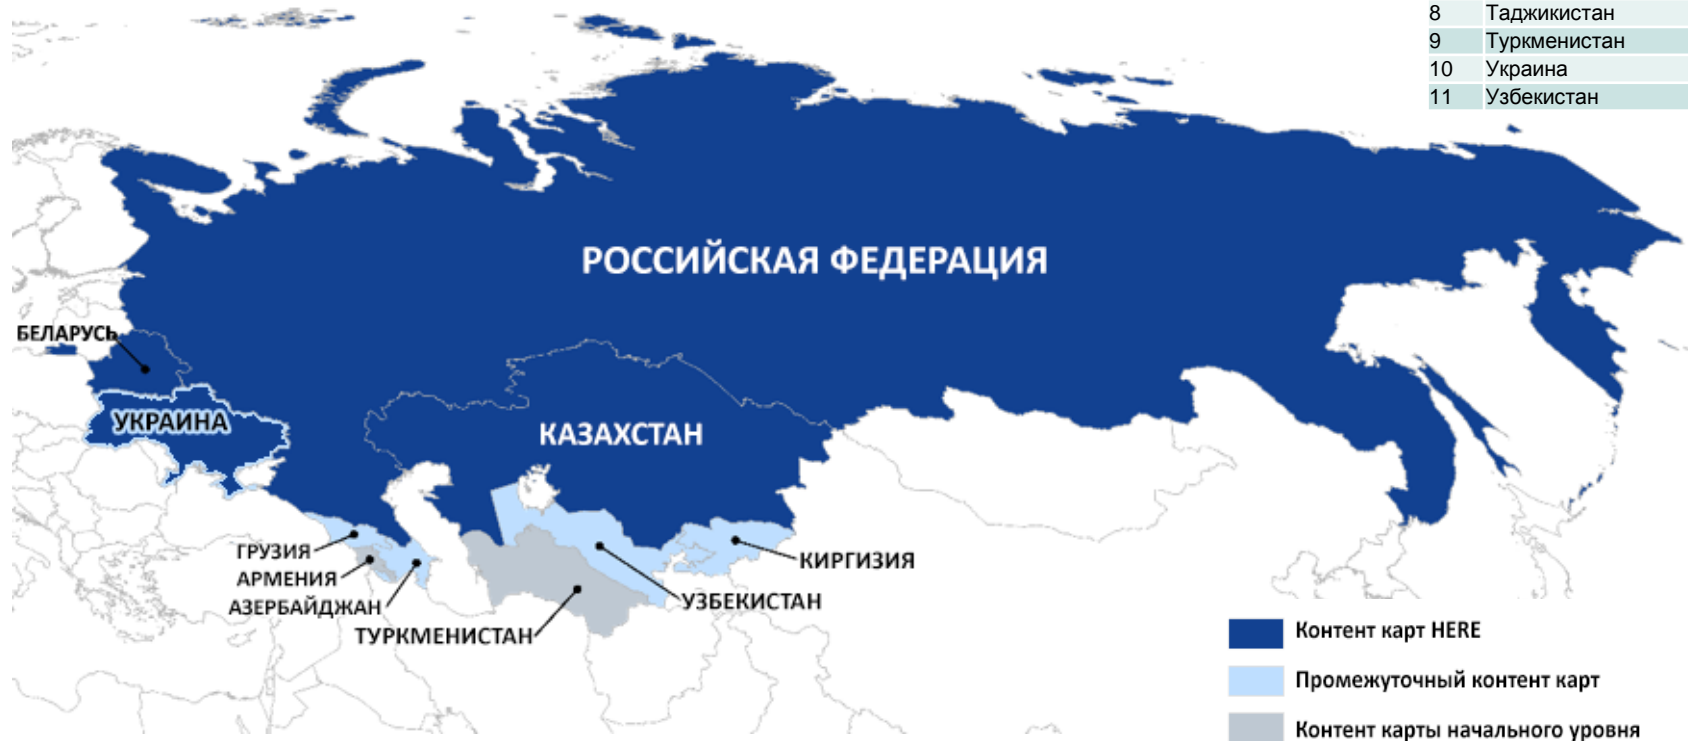 8 Таджикистан
9 Туркменистан
10 Украина
11 Узбекистан
РОССИЙСКАЯ ФЕДЕРАЦИЯ
БЕЛАРУСЬ
УКРАИНА
КАЗАХСТАН
ГРУЗИЯ
АРМЕНИЯ
АЗЕРБАЙДЖАН
ТУРКМЕНИСТАН
УЗБЕКИСТАН
КИРГИЗИЯ
Контент карт HERE
Промежуточный контент карт
Контент карты начального уровня